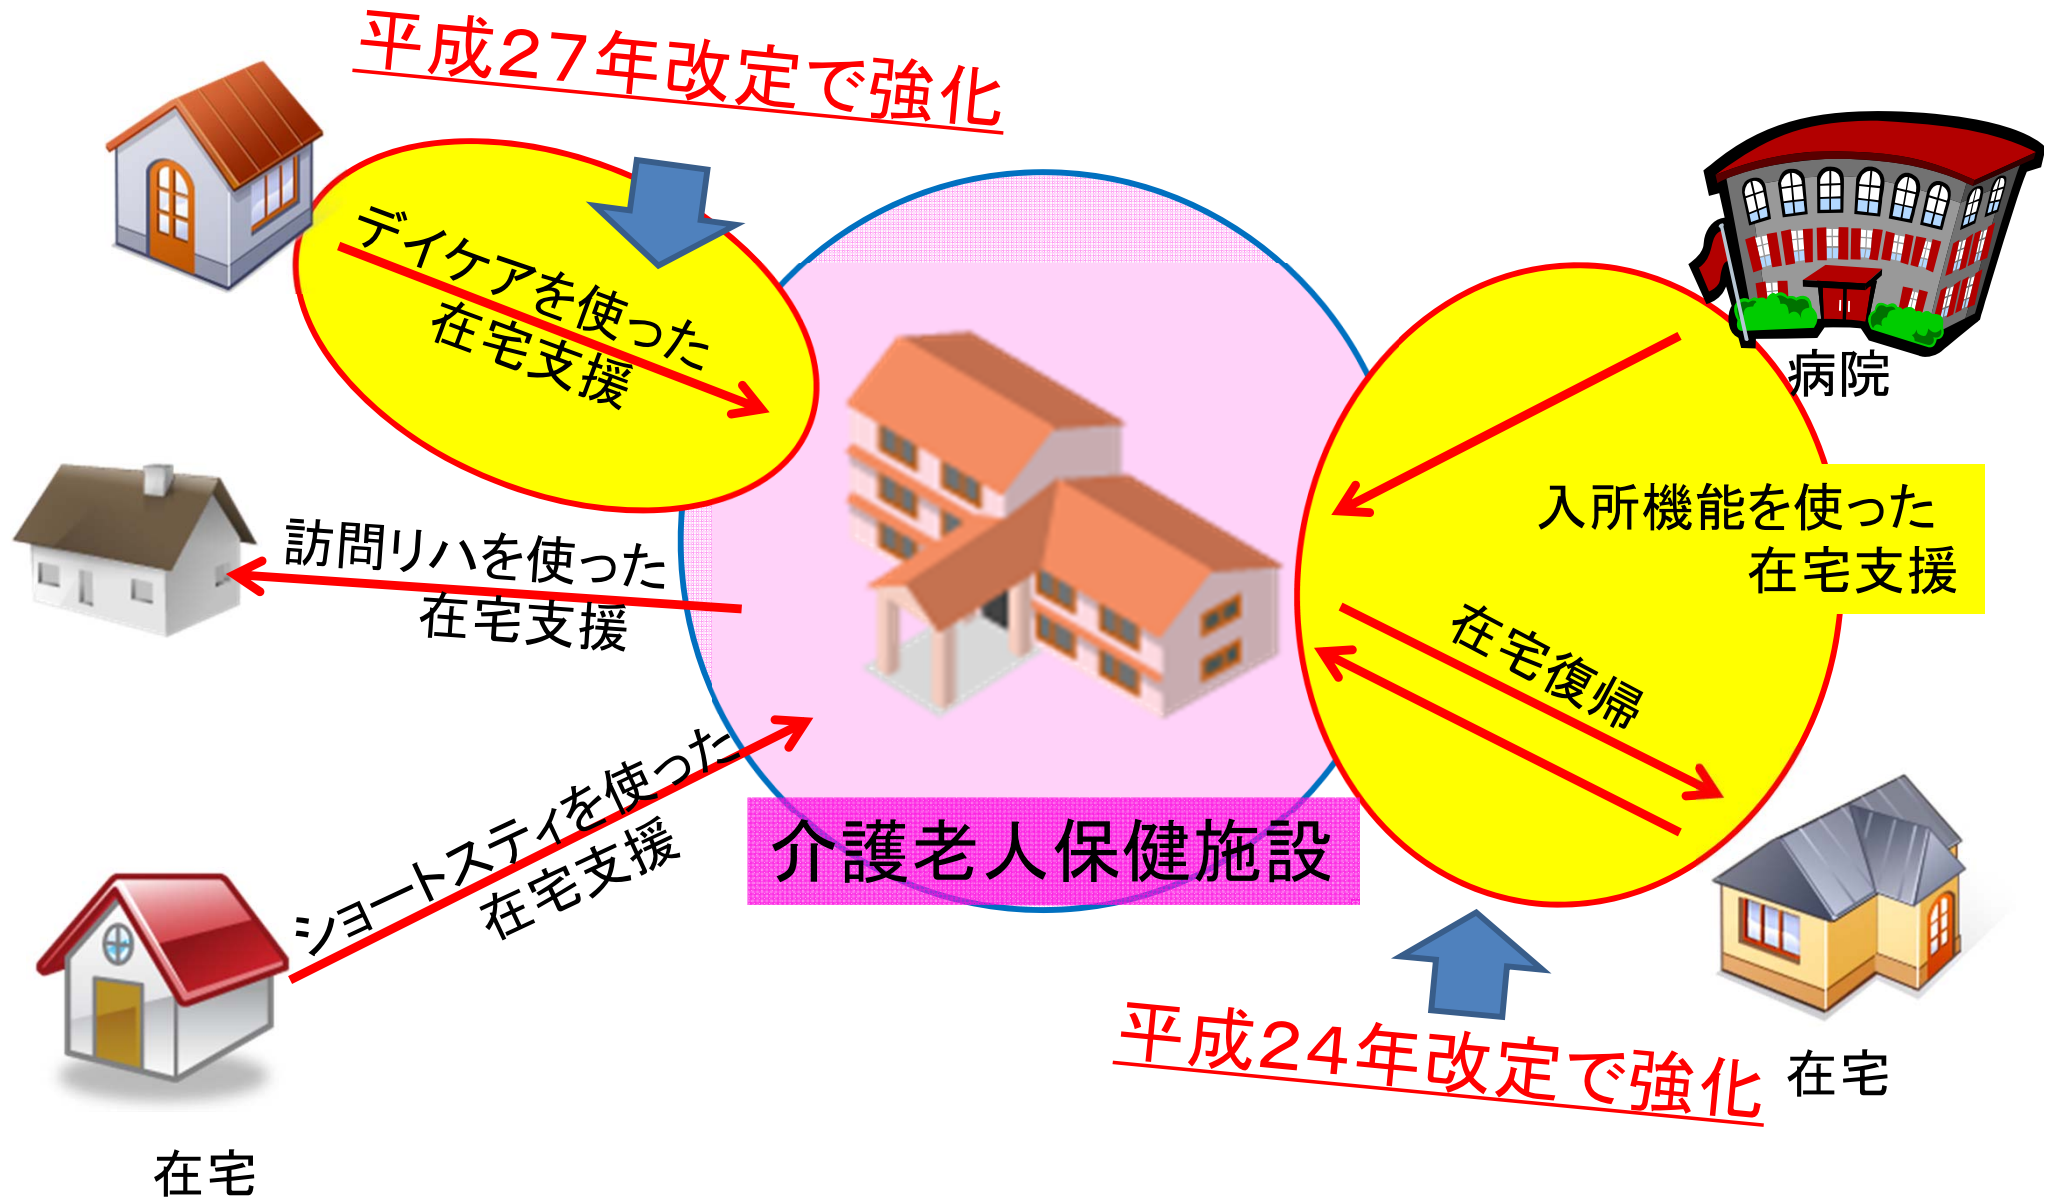 平成２７年改定で強化
デイケアを使った
在宅支援
病院
入所機能を使った
在宅支援
訪問リハを使った
在宅支援
在宅復帰
ショートスティを使った
在宅支援
介護老人保健施設
平成２４年改定で強化
在宅
在宅